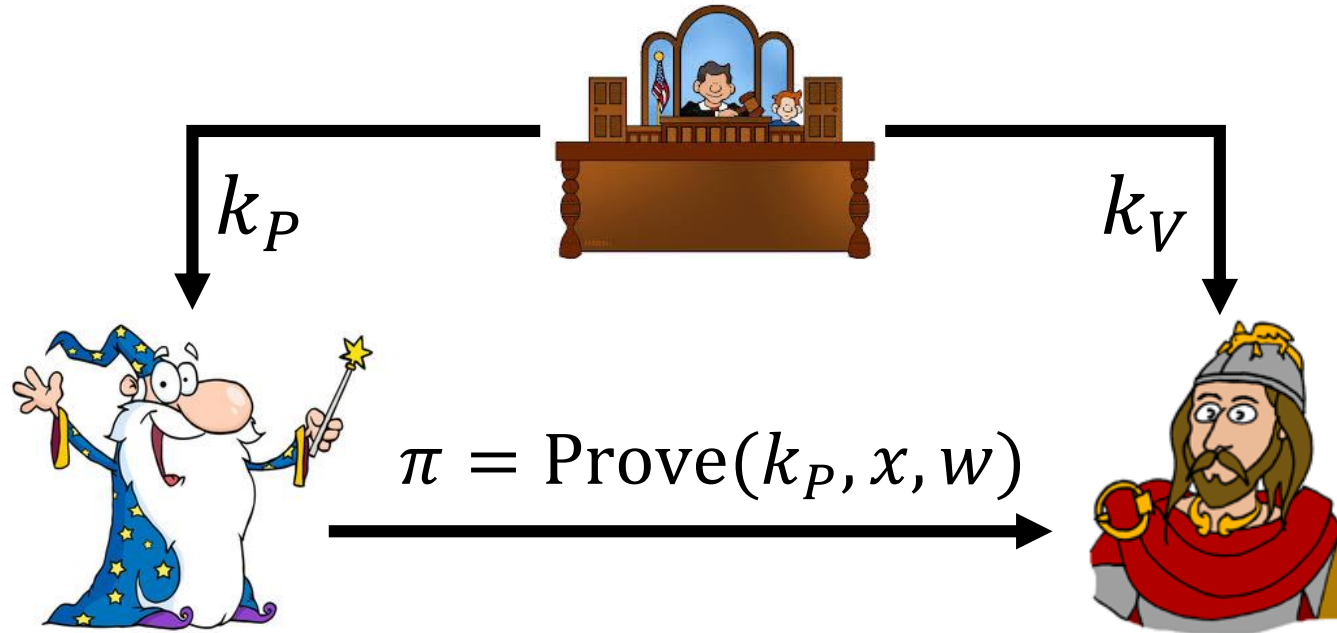 k_P
k_V
π = Prove(k_P, x, w)